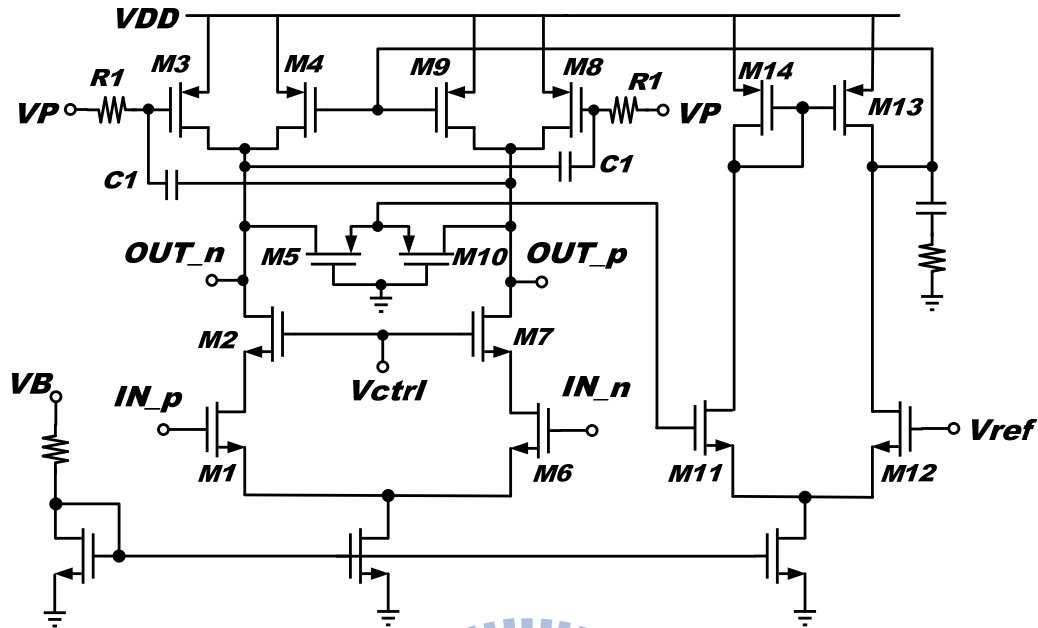 VDD
M3 M4 M9 M8
R1 R1 M14
VP VP M13
C1 C1
OUT_n M5 M10 OUT_p
M2 M7
VB Vctrl
IN_p IN_n
Vref
M1 M6 M11 M12